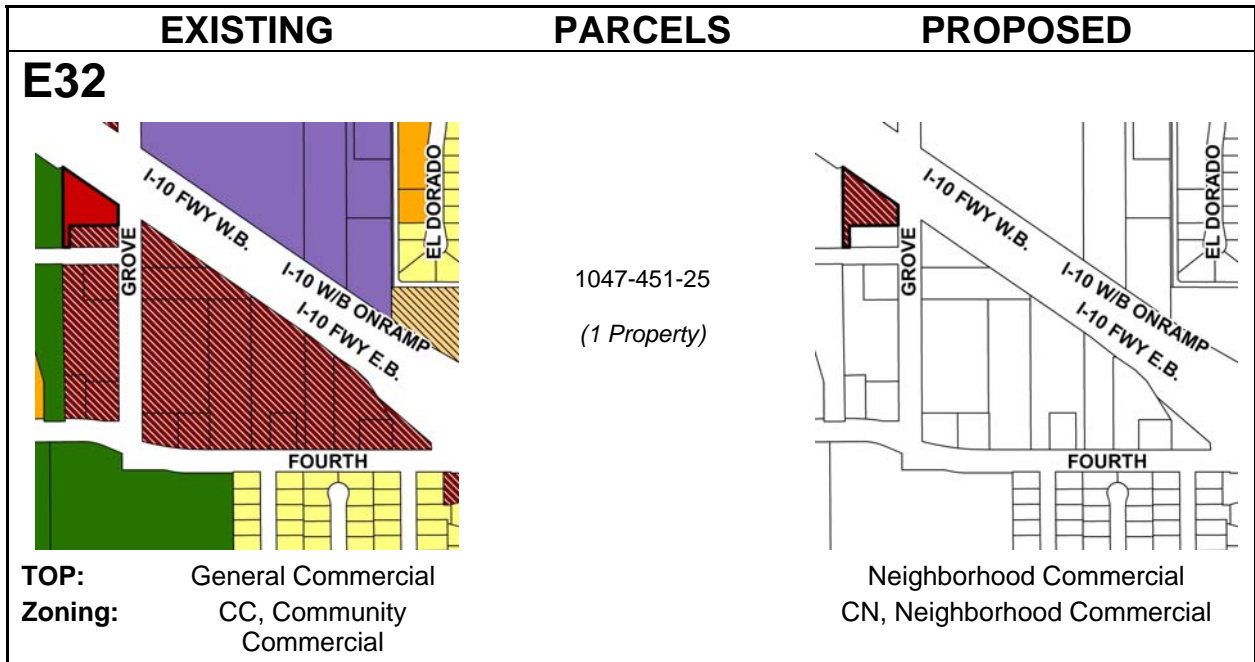 EXISTING PARCELS PROPOSED
E32
I-10 FWY W.B.
I-10 W/B ONRAMP
I-10 FWY E.B.
GROVE
EL DORADO
FOURTH
1047-451-25
(1 Property)
I-10 FWY W.B.
I-10 W/B ONRAMP
I-10 FWY E.B.
GROVE
EL DORADO
FOURTH
TOP: General Commercial Neighborhood Commercial
Zoning: CC, Community CN, Neighborhood Commercial
Commercial